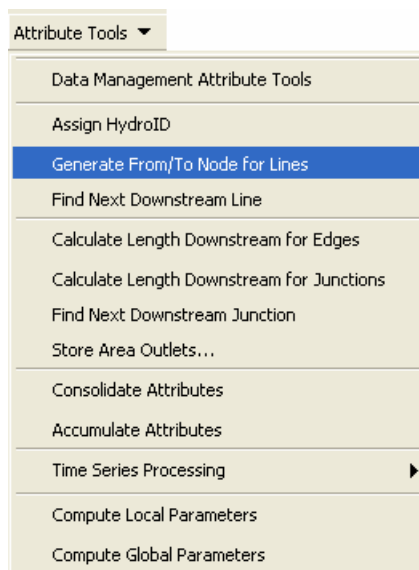 Attribute Tools
Data Management Attribute Tools
Assign HydroID
Generate From/To Node for Lines
Find Next Downstream Line
Calculate Length Downstream for Edges
Calculate Length Downstream for Junctions
Find Next Downstream Junction
Store Area Outlets...
Consolidate Attributes
Accumulate Attributes
Time Series Processing
Compute Local Parameters
Compute Global Parameters